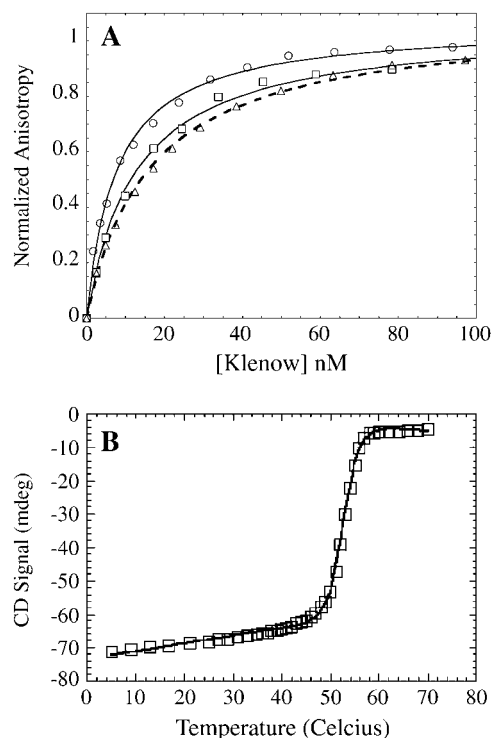 A
1
0.8
0.6
0.4
0.2
0
Normalized Anisotropy
0 20 40 60 80 100
[Klenow] nM
B
0
-10
-20
-30
-40
-50
-60
-70
-80
CD Signal (mdeg)
0 10 20 30 40 50 60 70 80
Temperature (Celcius)